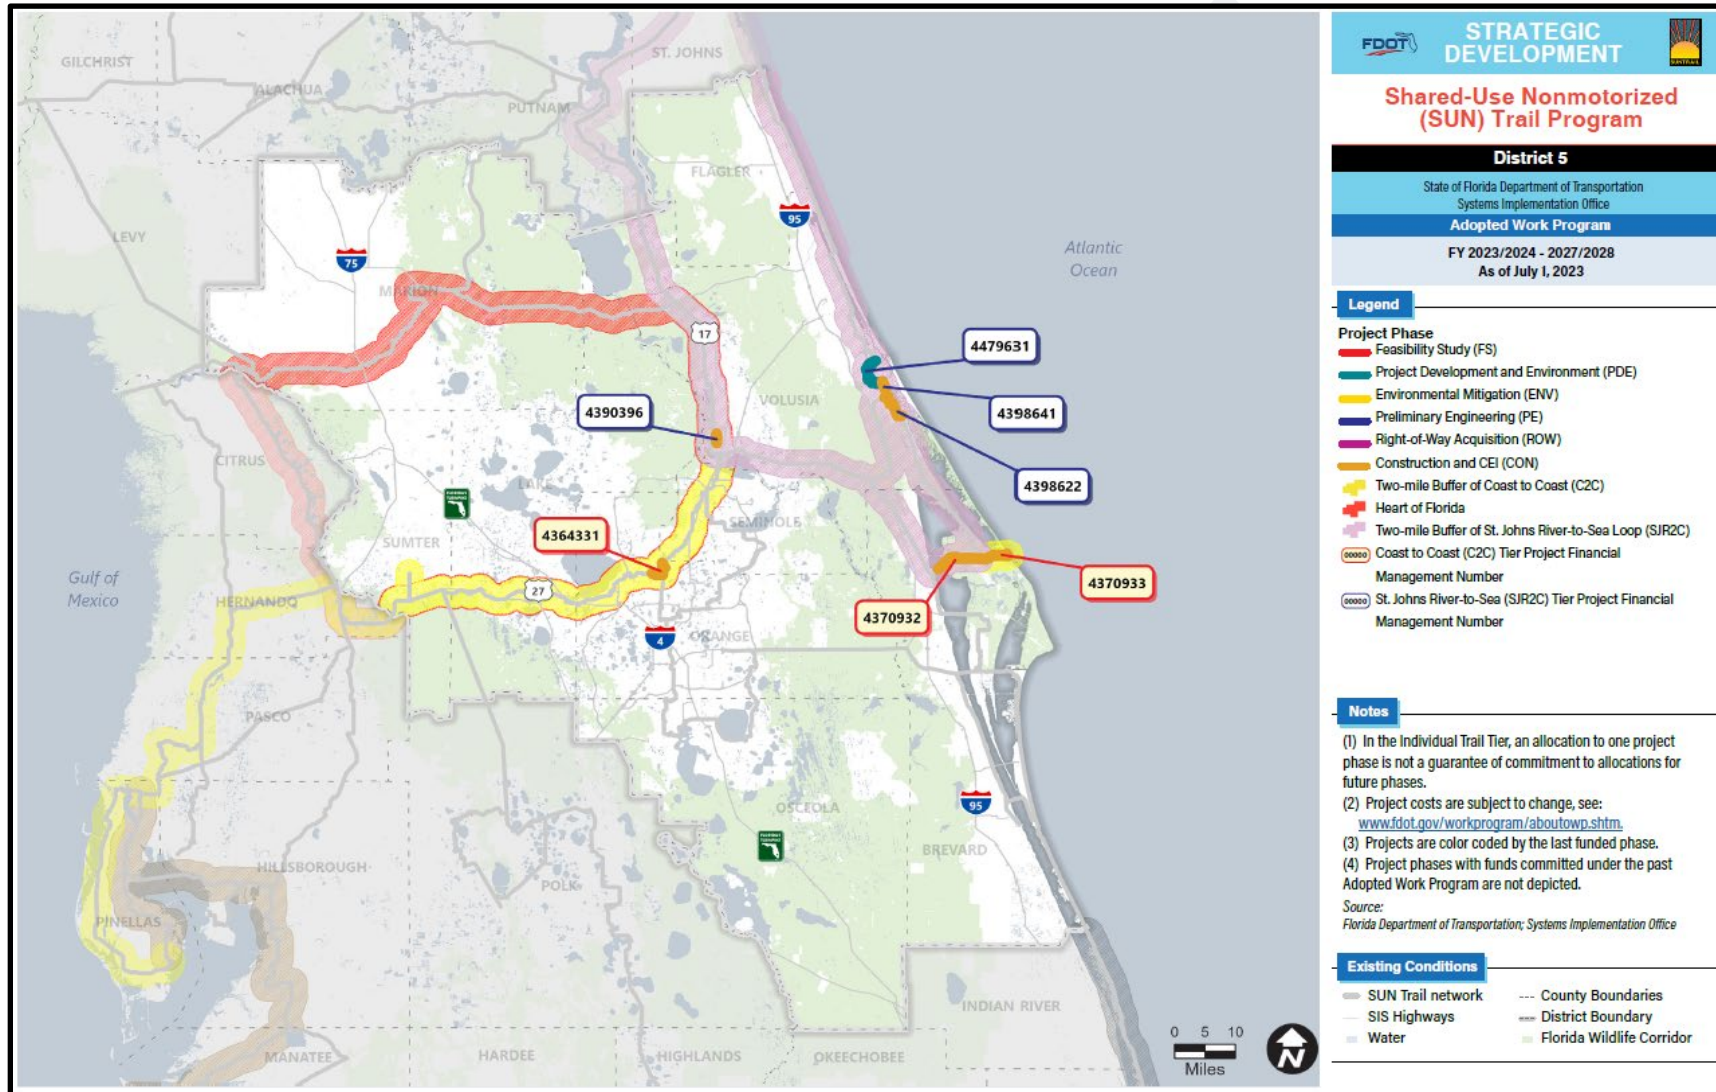 GILCHRIST
ALACHUA
PUTNAM
ST. JOHNS
FLAGLER
LEVY
95
75
MARION
Atlantic
Ocean
17
4479631
VOLUSIA
4390396
4398641
CITRUS
4398622
LAKE
SEMINOLE
4364331
SUMTER
Gulf of
Mexico
HERNANDO
27
4370933
4370932
4
ORANGE
PASCO
OSCEOLA
95
BREVARD
HILLSBOROUGH
POLK
PINELLAS
INDIAN RIVER
MANATEE
HARDEE
HIGHLANDS
OKEECHOBEE
0 5 10
Miles
N
FDOT
STRATEGIC
DEVELOPMENT
SUNTRAIL
Shared-Use Nonmotorized
(SUN) Trail Program
District 5
State of Florida Department of Transportation
Systems Implementation Office
Adopted Work Program
FY 2023/2024 - 2027/2028
As of July 1, 2023
Legend
Project Phase
Feasibility Study (FS)
Project Development and Environment (PDE)
Environmental Mitigation (ENV)
Preliminary Engineering (PE)
Right-of-Way Acquisition (ROW)
Construction and CEI (CON)
Two-mile Buffer of Coast to Coast (C2C)
Heart of Florida
Two-mile Buffer of St. Johns River-to-Sea Loop (SJR2C)
00000 Coast to Coast (C2C) Tier Project Financial
Management Number
00000 St. Johns River-to-Sea (SJR2C) Tier Project Financial
Management Number
Notes
(1) In the Individual Trail Tier, an allocation to one project
phase is not a guarantee of commitment to allocations for
future phases.
(2) Project costs are subject to change, see:
www.fdot.gov/workprogram/aboutowp.shtm.
(3) Projects are color coded by the last funded phase.
(4) Project phases with funds committed under the past
Adopted Work Program are not depicted.
Source:
Florida Department of Transportation; Systems Implementation Office
Existing Conditions
SUN Trail network
County Boundaries
SIS Highways
District Boundary
Water
Florida Wildlife Corridor